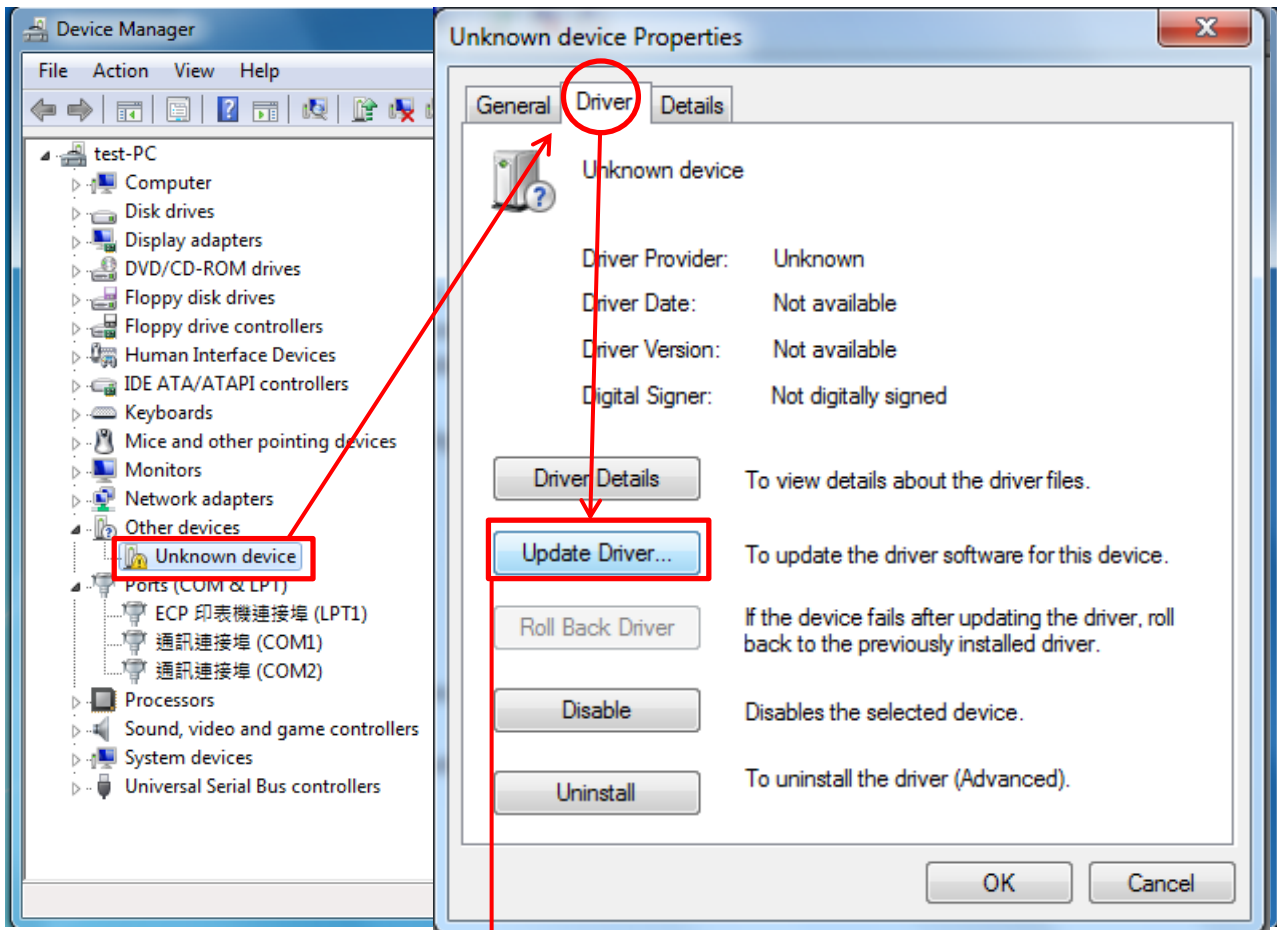 Device Manager
File Action View Help
test-PC
Computer
Disk drives
Display adapters
DVD/CD-ROM drives
Floppy disk drives
Floppy drive controllers
Human Interface Devices
IDE ATA/ATAPI controllers
Keyboards
Mice and other pointing devices
Monitors
Network adapters
Other devices
Unknown device
Ports (COM & LPT)
ECP 印表機連接埠 (LPT1)
通訊連接埠 (COM1)
通訊連接埠 (COM2)
Processors
Sound, video and game controllers
System devices
Universal Serial Bus controllers
Unknown device Properties
General Driver Details
Unknown device
Driver Provider: Unknown
Driver Date: Not available
Driver Version: Not available
Digital Signer: Not digitally signed
Driver Details To view details about the driver files.
Update Driver... To update the driver software for this device.
Roll Back Driver If the device fails after updating the driver, roll
back to the previously installed driver.
Disable Disables the selected device.
Uninstall To uninstall the driver (Advanced).
OK Cancel